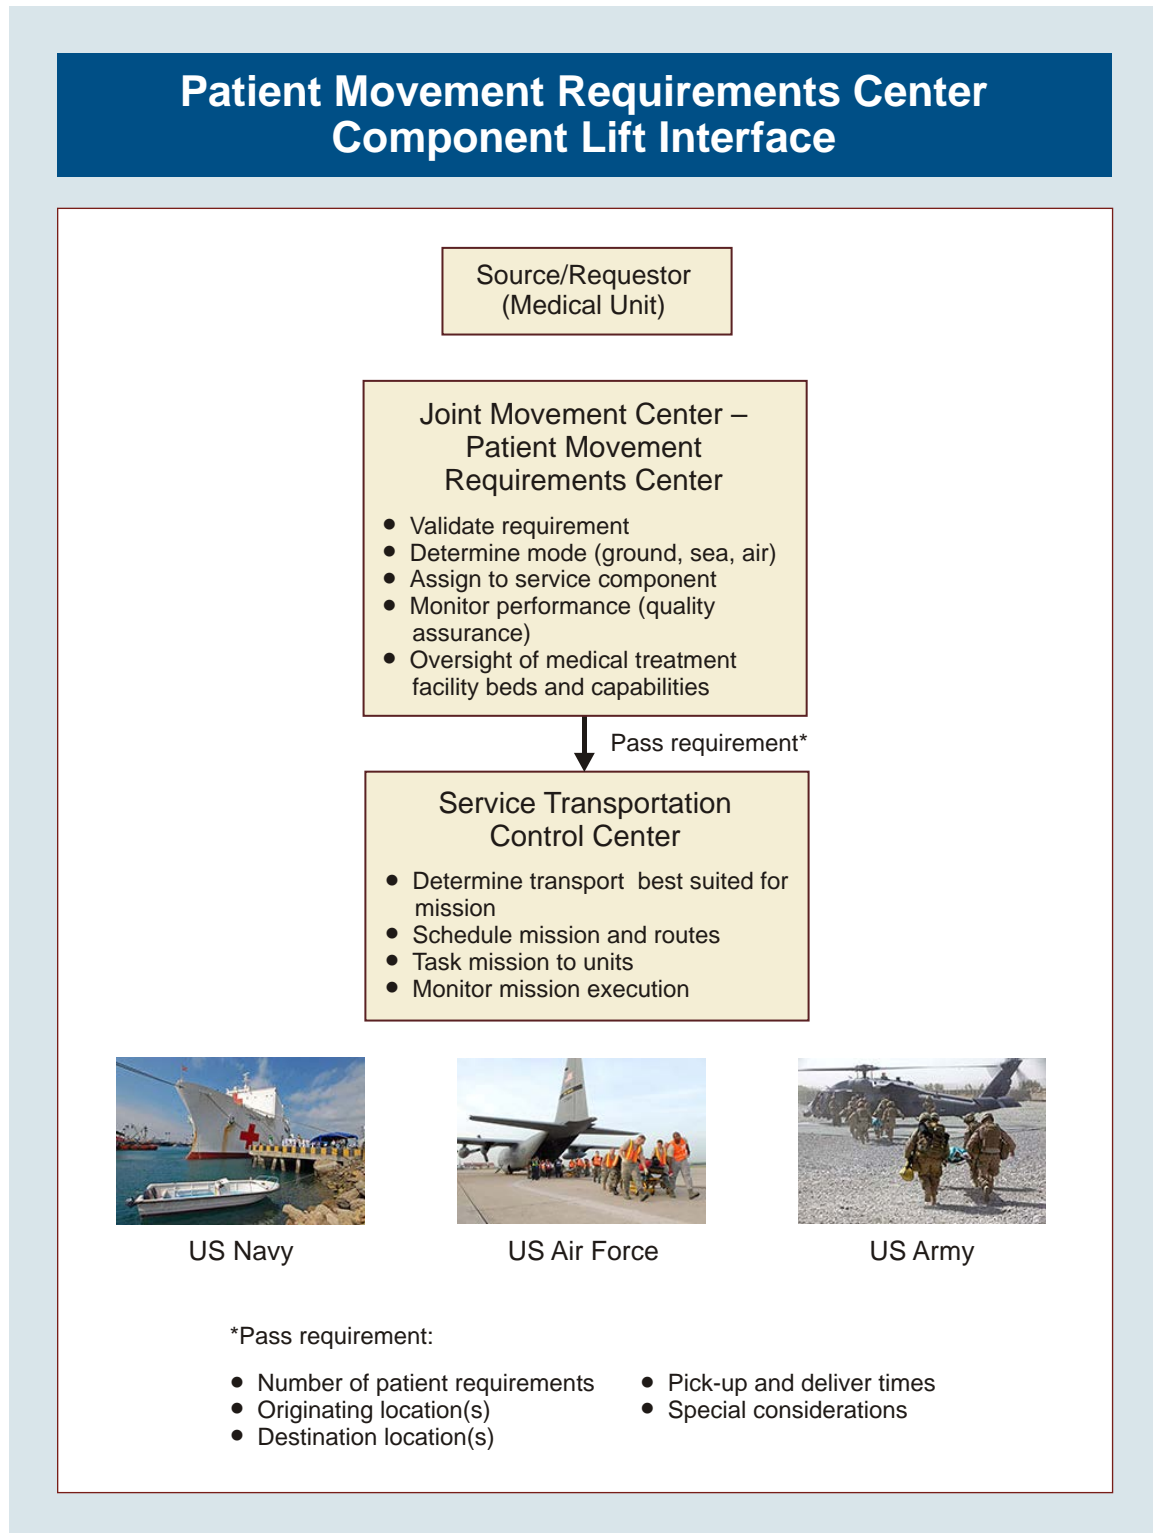 Patient Movement Requirements Center
Component Lift Interface
Source/Requestor
(Medical Unit)
Joint Movement Center –
Patient Movement
Requirements Center
● Validate requirement
● Determine mode (ground, sea, air)
● Assign to service component
● Monitor performance (quality
assurance)
● Oversight of medical treatment
facility beds and capabilities
Pass requirement*
Service Transportation
Control Center
● Determine transport best suited for
mission
● Schedule mission and routes
● Task mission to units
● Monitor mission execution
US Navy
US Air Force
US Army
*Pass requirement:
● Number of patient requirements
● Originating location(s)
● Destination location(s)
● Pick-up and deliver times
● Special considerations